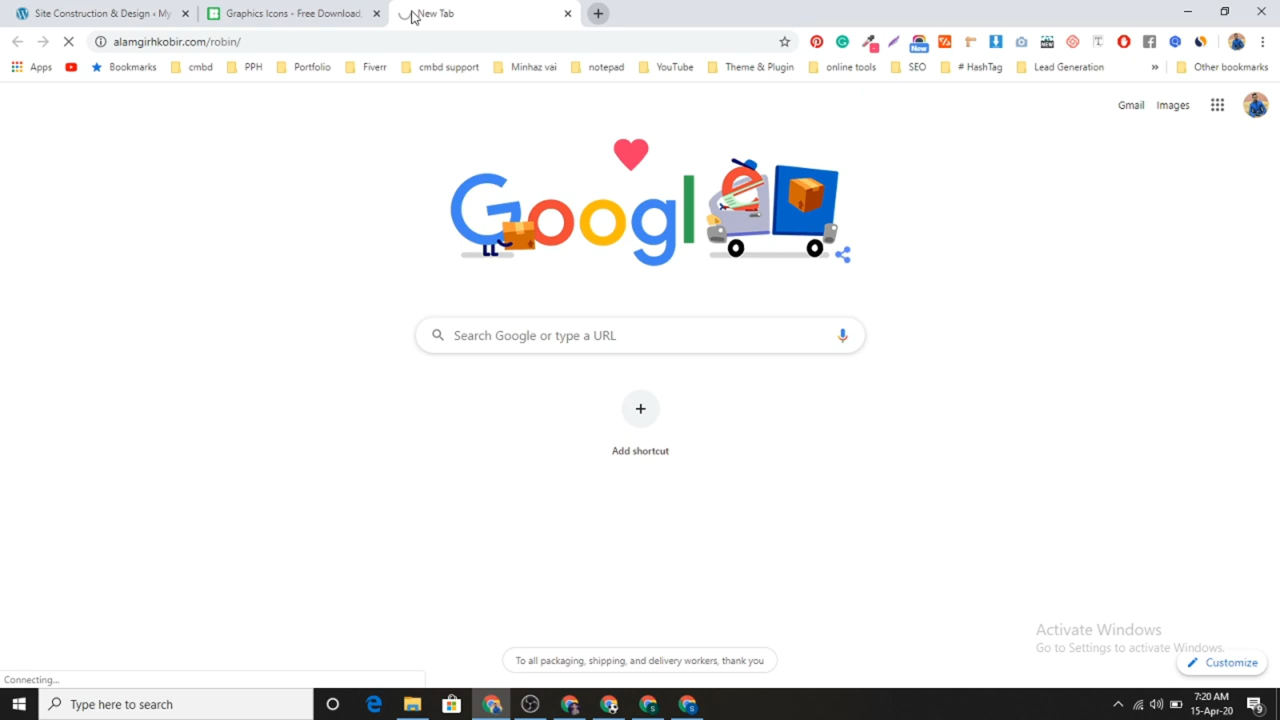 Site Construction & Design ‹ My
Graphics Icons - Free Download,
New Tab
alamgirhkobir.com/robin/
New
NEW
Apps
Bookmarks
cmbd
PPH
Portfolio
Fiverr
cmbd support
Minhaz vai
notepad
YouTube
Theme & Plugin
online tools
SEO
# HashTag
Lead Generation
»
Other bookmarks
Gmail
Images
Google
Search Google or type a URL
Add shortcut
Activate Windows
Go to Settings to activate Windows.
To all packaging, shipping, and delivery workers, thank you
Customize
Connecting...
Type here to search
7:20 AM
15-Apr-20
9